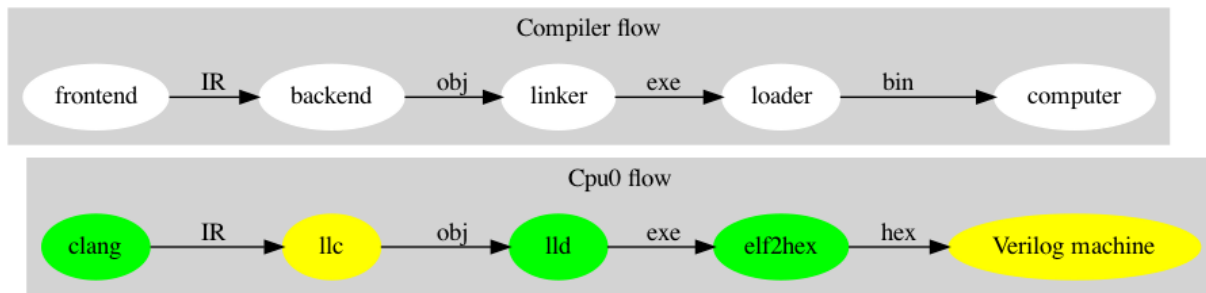 Compiler flow
frontend IR backend obj linker exe loader bin computer
Cpu0 flow
clang IR llc obj lld exe elf2hex hex Verilog machine